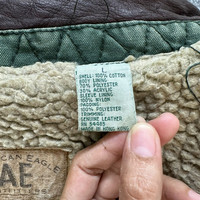 L
SHELL: 100% COTTON
BODY LINING:
70% POLYESTER
30% ACRYLIC
SLEEVE LINING:
100% NYLON
PADDING:
100% POLYESTER
TRIMMING:
GENUINE LEATHER
RN 54485
MADE IN HONG KONG
AMERICAN EAGLE
AE
OUTFITTERS